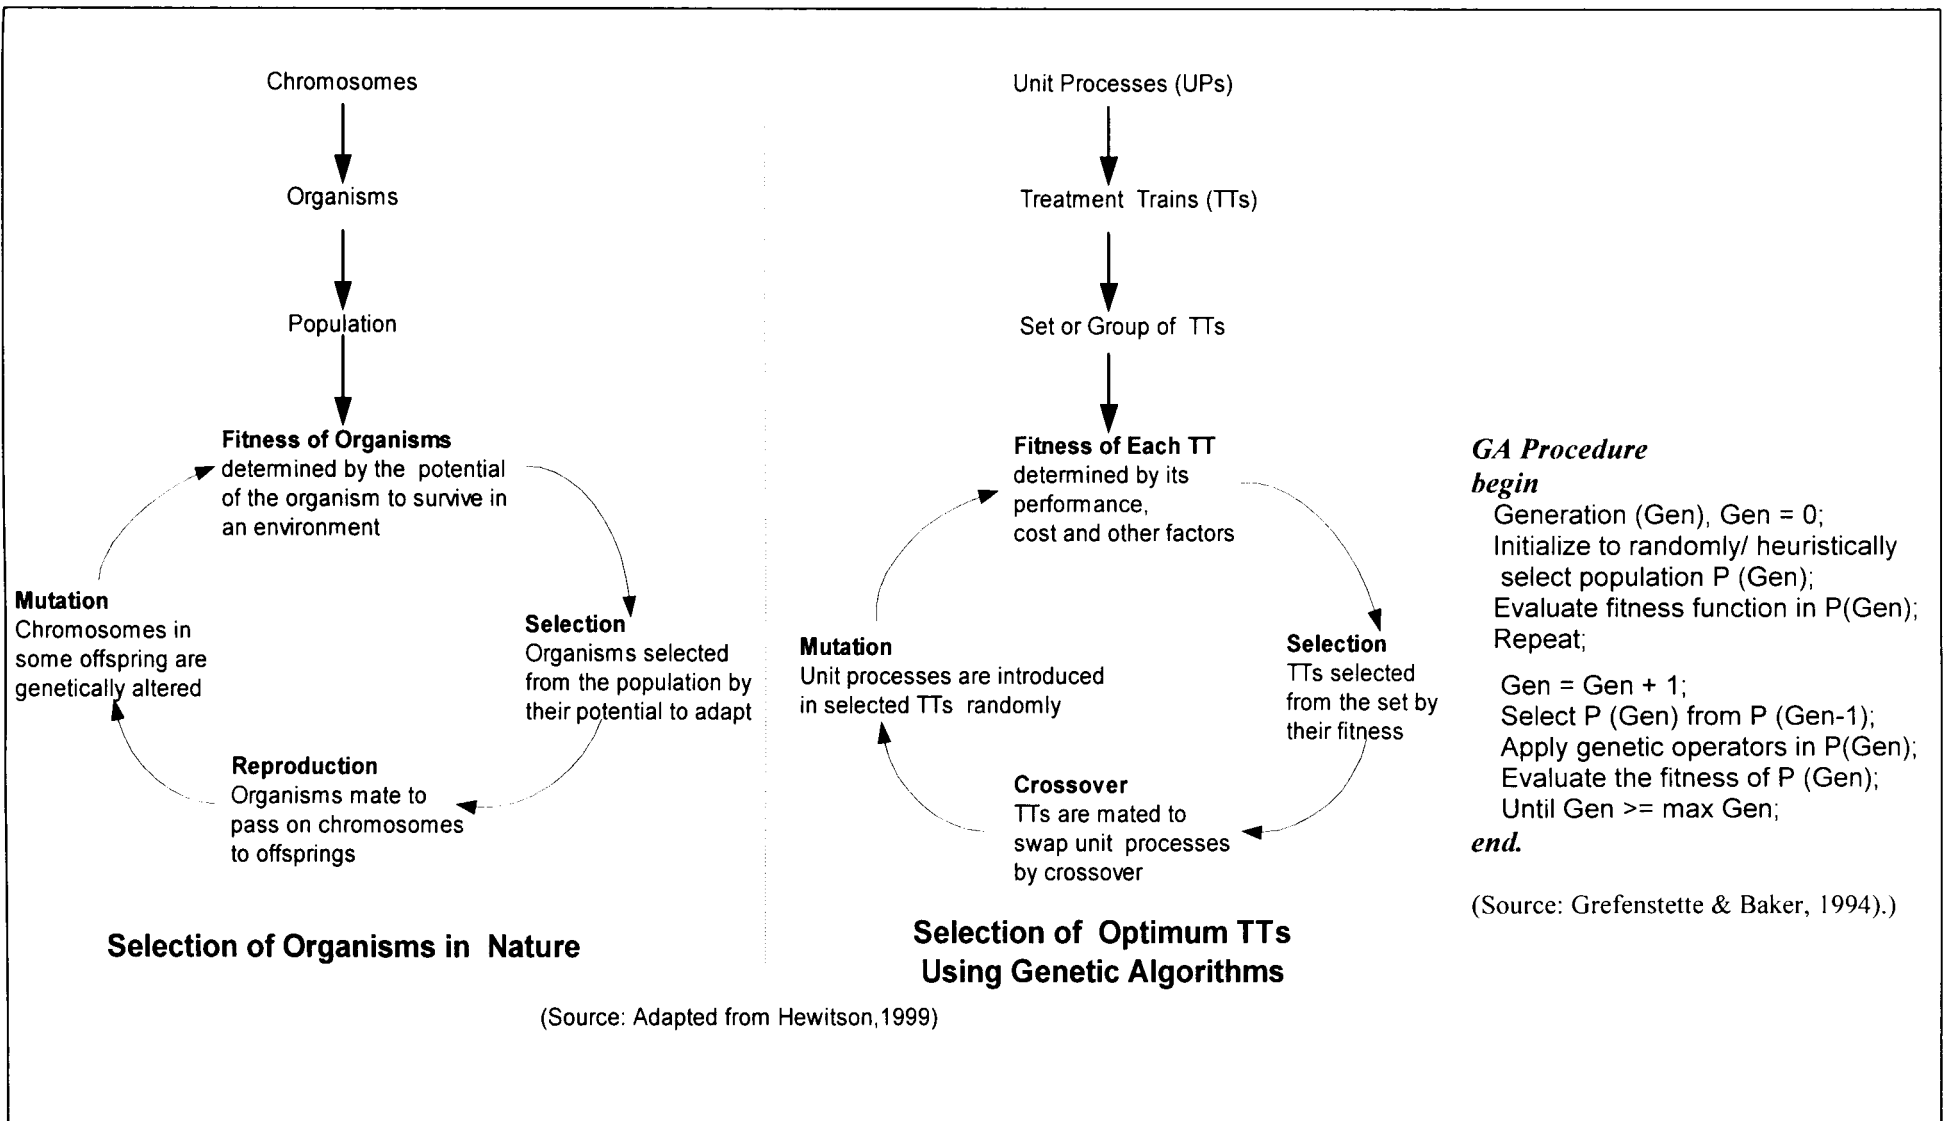 Chromosomes
Organisms
Population
Fitness of Organisms
determined by the potential
of the organism to survive in
an environment
Selection
Organisms selected
from the population by
their potential to adapt
Reproduction
Organisms mate to
pass on chromosomes
to offsprings
Mutation
Chromosomes in
some offspring are
genetically altered
Selection of Organisms in Nature
Unit Processes (UPs)
Treatment Trains (TTs)
Set or Group of TTs
Fitness of Each TT
determined by its
performance,
cost and other factors
Selection
TTs selected
from the set by
their fitness
Crossover
TTs are mated to
swap unit processes
by crossover
Mutation
Unit processes are introduced
in selected TTs randomly
Selection of Optimum TTs
Using Genetic Algorithms
(Source: Adapted from Hewitson,1999)
GA Procedure
begin
Generation (Gen), Gen = 0;
Initialize to randomly/ heuristically
select population P (Gen);
Evaluate fitness function in P(Gen);
Repeat;
Gen = Gen + 1;
Select P (Gen) from P (Gen-1);
Apply genetic operators in P(Gen);
Evaluate the fitness of P (Gen);
Until Gen >= max Gen;
end.
(Source: Grefenstette & Baker, 1994).)